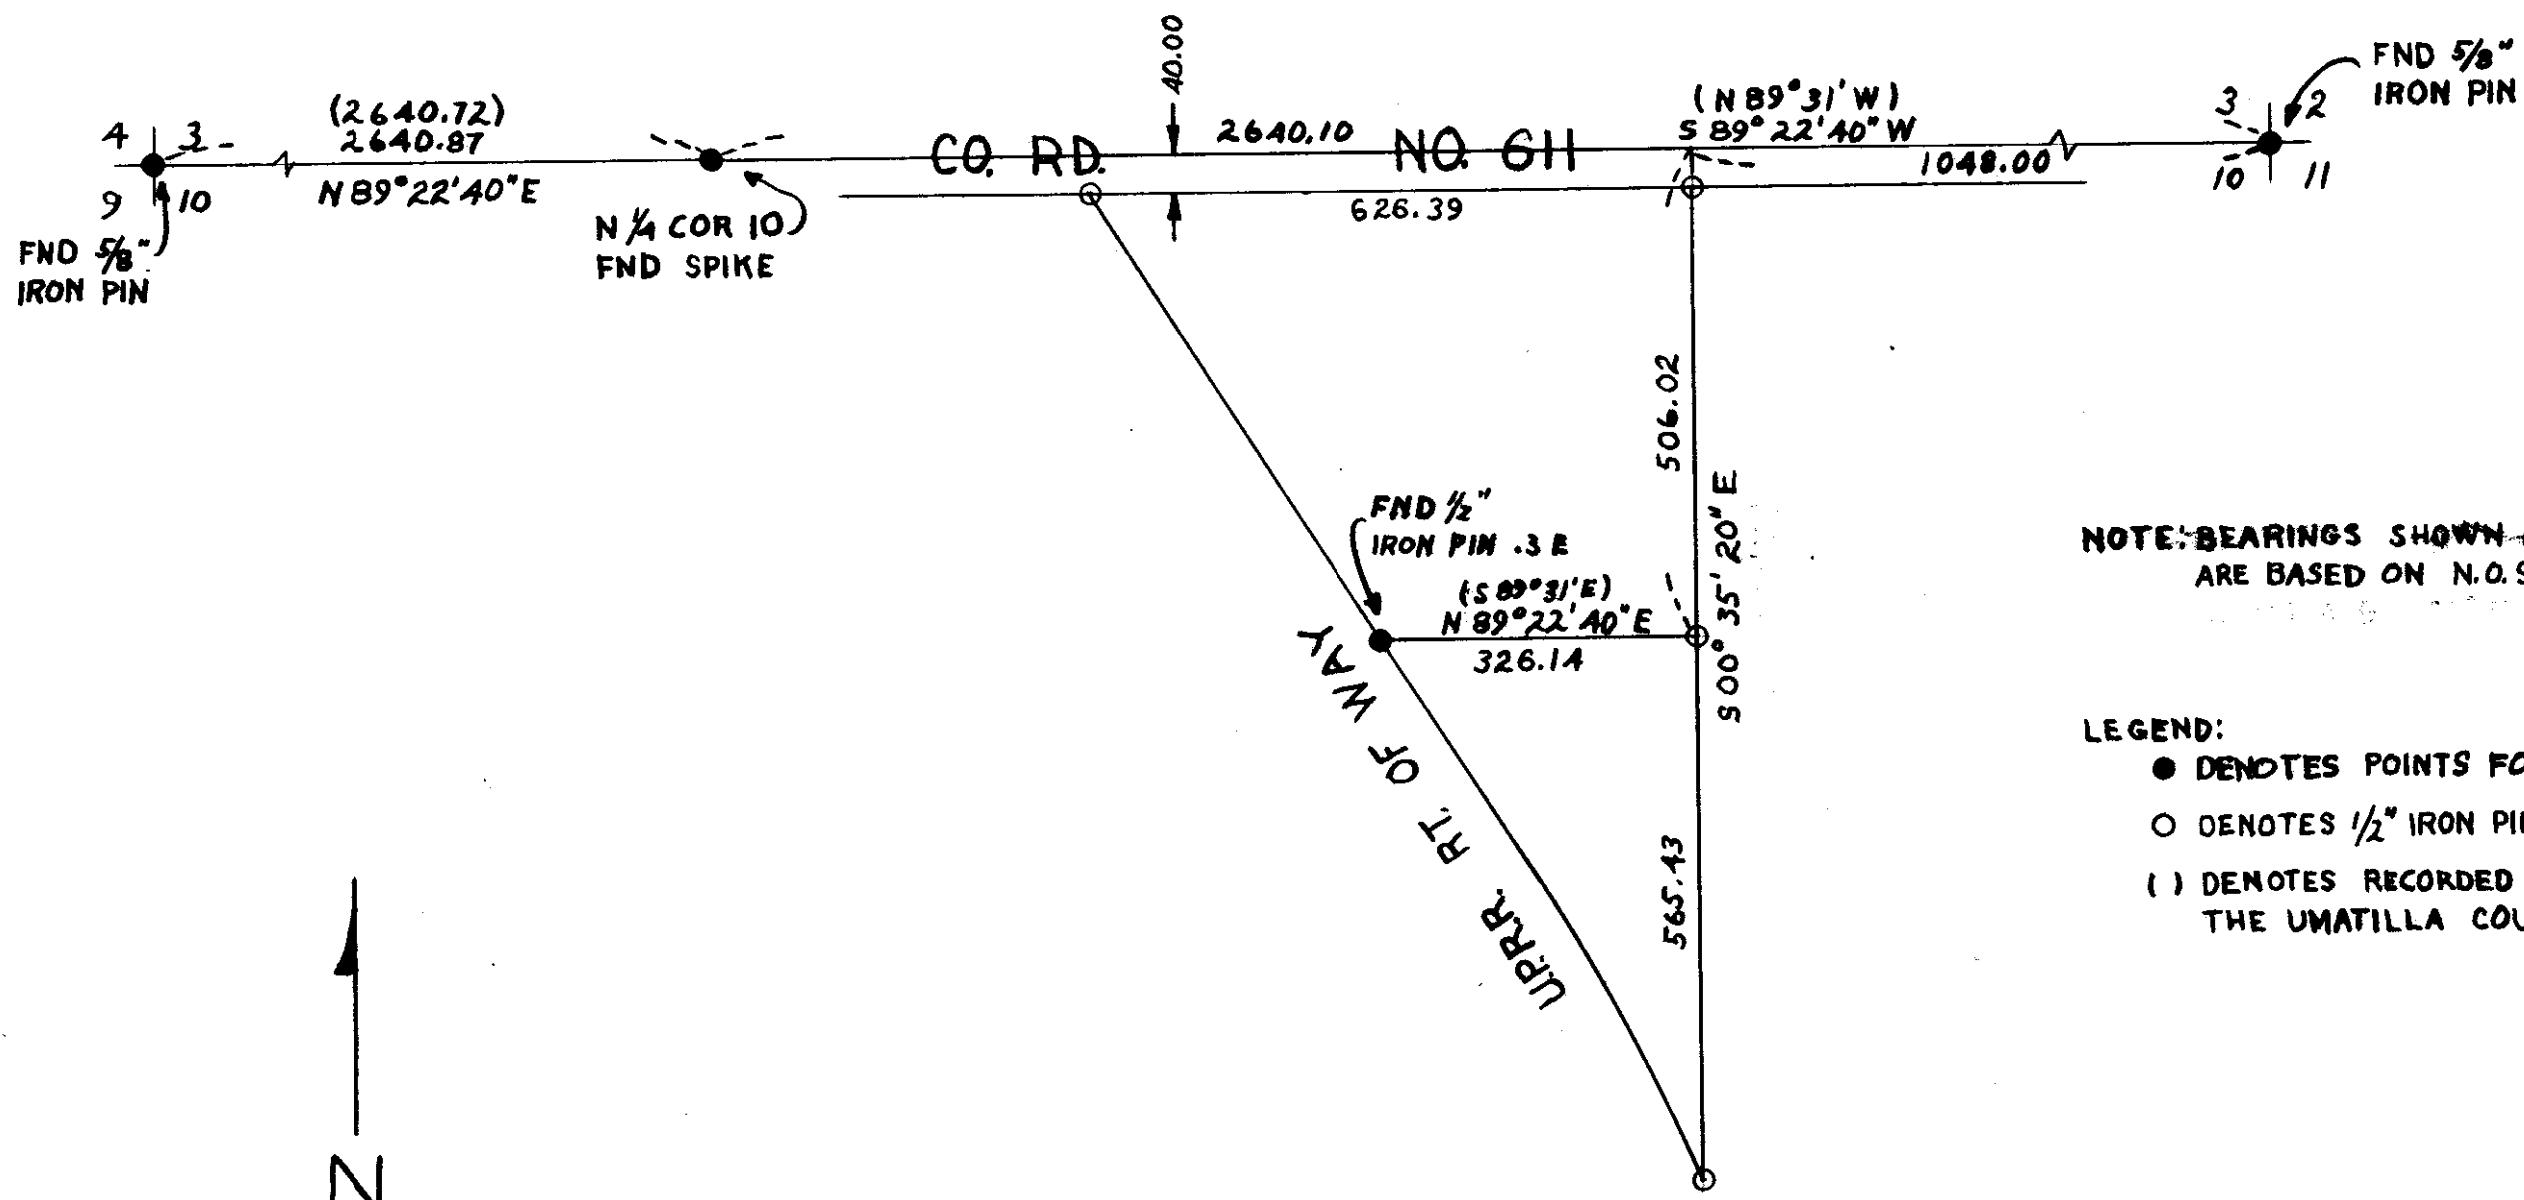 40.00
FND 5/8"
IRON PIN
(2640.72)
2640.87
N 89°22'40" E
4 3
9 10
FND 5/8"
IRON PIN
N 1/4 COR 10
FND SPIKE
CO. RD. NO. 611
2640.10
(N 89°31' W)
S 89°22'40" W
1048.00
3 2
10 11
626.39
506.02
FND 1/2"
IRON PIN .3 E
(S 89°31' E)
N 89°22'40" E
326.14
S 00° 35' 20" E
565.43
U.P.R.R. RT. OF WAY
NOTE: BEARINGS SHOWN
ARE BASED ON N.O.S
LEGEND:
● DENOTES POINTS FO
○ DENOTES 1/2" IRON PI
( ) DENOTES RECORDED
THE UMATILLA COU
N